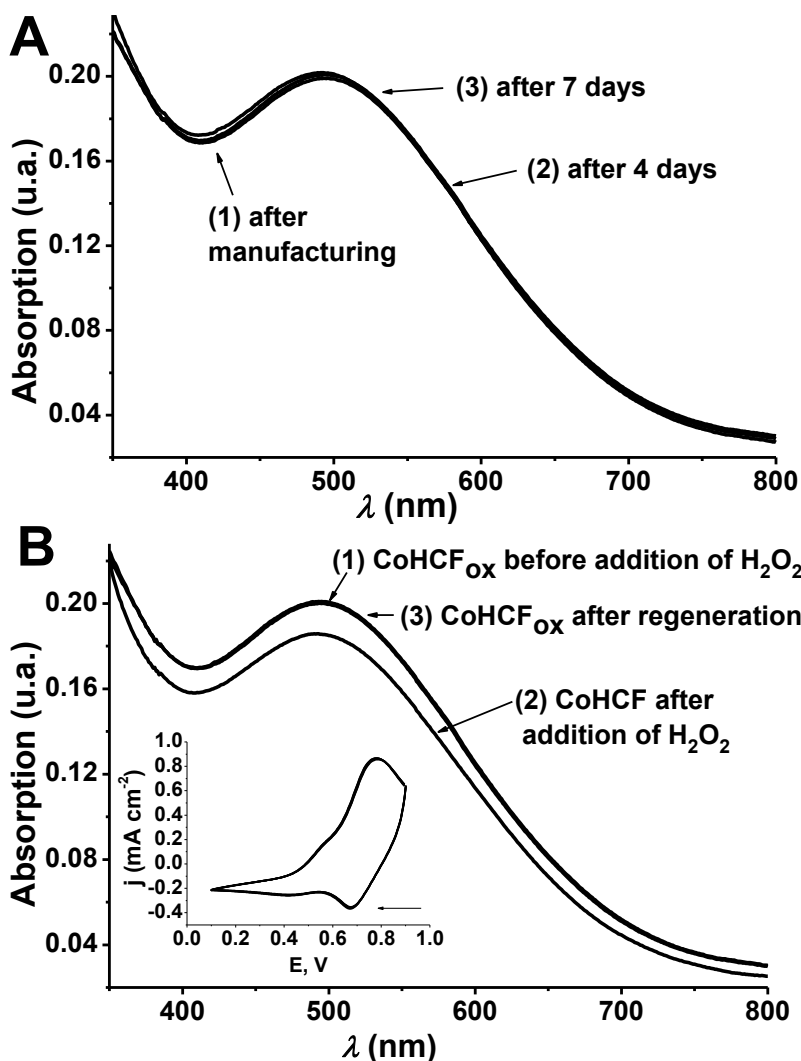 A
Absorption (u.a.)
0.20
0.16
0.12
0.08
0.04
(3) after 7 days
(2) after 4 days
(1) after
manufacturing
400 500 600 700 800
λ (nm)
B
Absorption (u.a.)
0.20
0.16
0.12
0.08
0.04
(1) CoHCFox before addition of H₂O₂
(3) CoHCFox after regeneration
(2) CoHCF after
addition of H₂O₂
j (mA cm⁻²)
1.0
0.8
0.6
0.4
0.2
0.0
-0.2
-0.4
0.0 0.2 0.4 0.6 0.8 1.0
E, V
400 500 600 700 800
λ (nm)